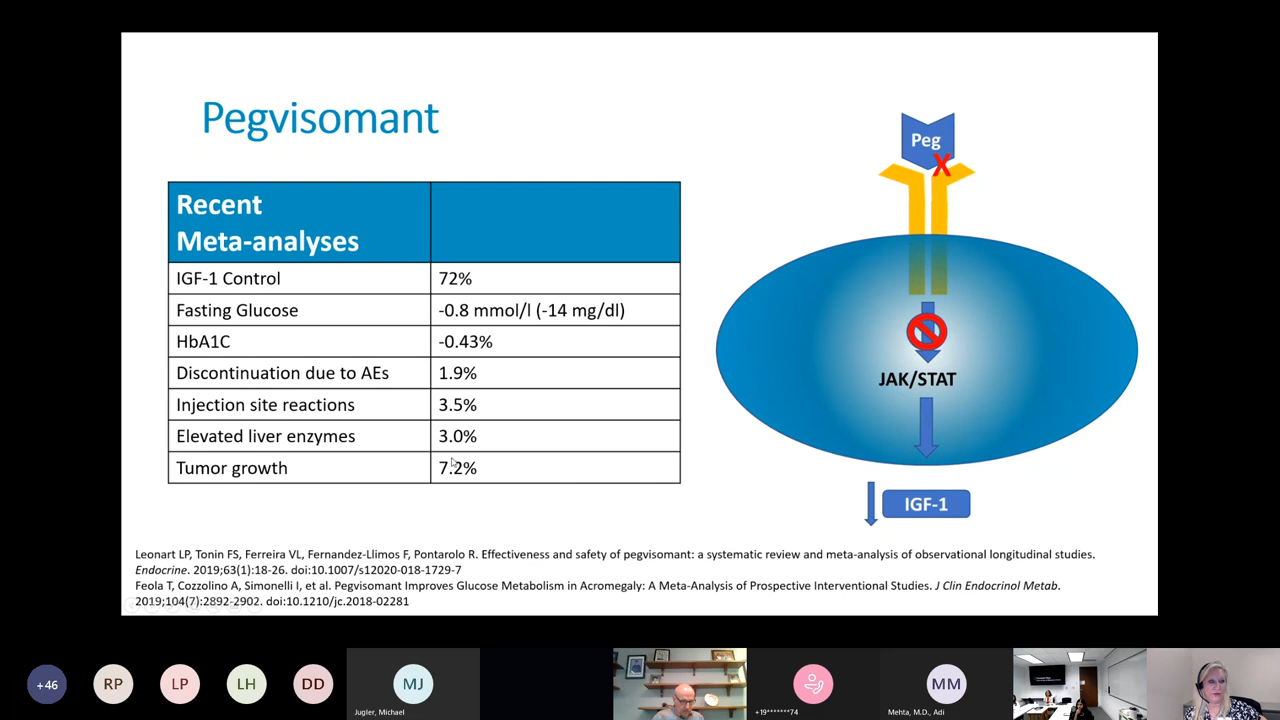 Pegvisomant
Recent
Meta-analyses
IGF-1 Control 72%
Fasting Glucose -0.8 mmol/l (-14 mg/dl)
HbA1C -0.43%
Discontinuation due to AEs 1.9%
Injection site reactions 3.5%
Elevated liver enzymes 3.0%
Tumor growth 7.2%
Peg
X
JAK/STAT
IGF-1
Leonart LP, Tonin FS, Ferreira VL, Fernandez-Llimos F, Pontarolo R. Effectiveness and safety of pegvisomant: a systematic review and meta-analysis of observational longitudinal studies.
Endocrine. 2019;63(1):18-26. doi:10.1007/s12020-018-1729-7
Feola T, Cozzolino A, Simonelli I, et al. Pegvisomant Improves Glucose Metabolism in Acromegaly: A Meta-Analysis of Prospective Interventional Studies. J Clin Endocrinol Metab.
2019;104(7):2892-2902. doi:10.1210/jc.2018-02281
+46
RP
LP
LH
DD
MJ
Jugler, Michael
+19*******74
MM
Mehta, M.D., Adi